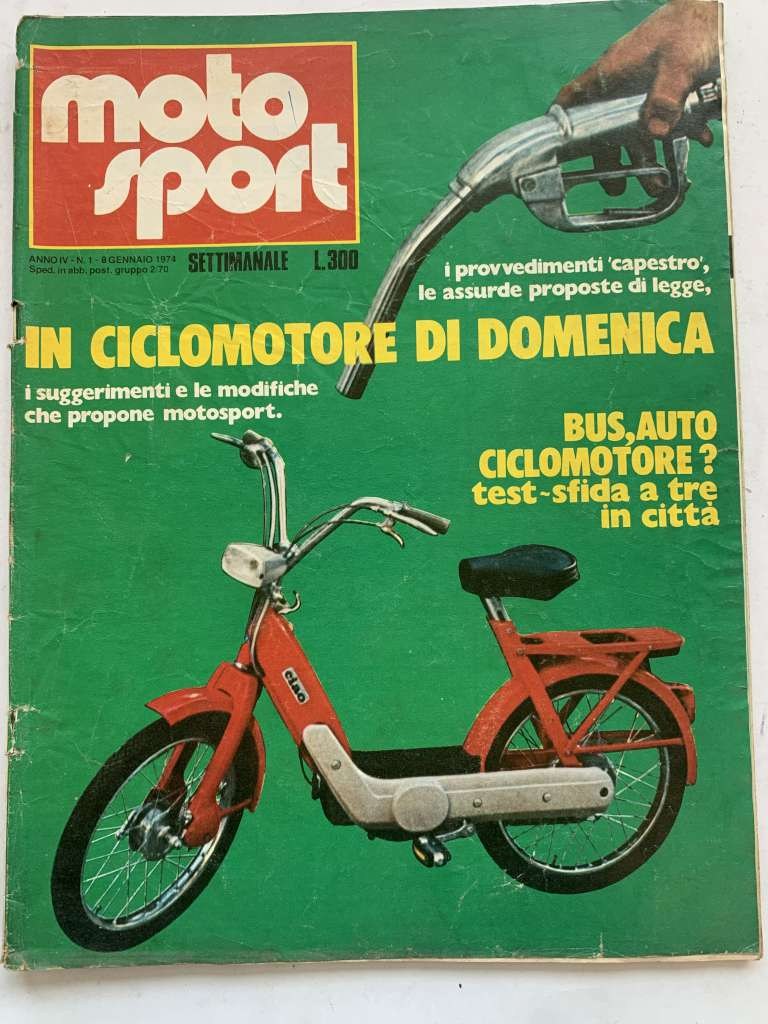 moto
sport
ANNO IV - N. 1 - 8 GENNAIO 1974
Sped. in abb. post. gruppo 2/70
SETTIMANALE L.300
i provvedimenti 'capestro',
le assurde proposte di legge,
IN CICLOMOTORE DI DOMENICA
i suggerimenti e le modifiche
che propone motosport.
BUS, AUTO
CICLOMOTORE?
test-sfida a tre
in città
ciao